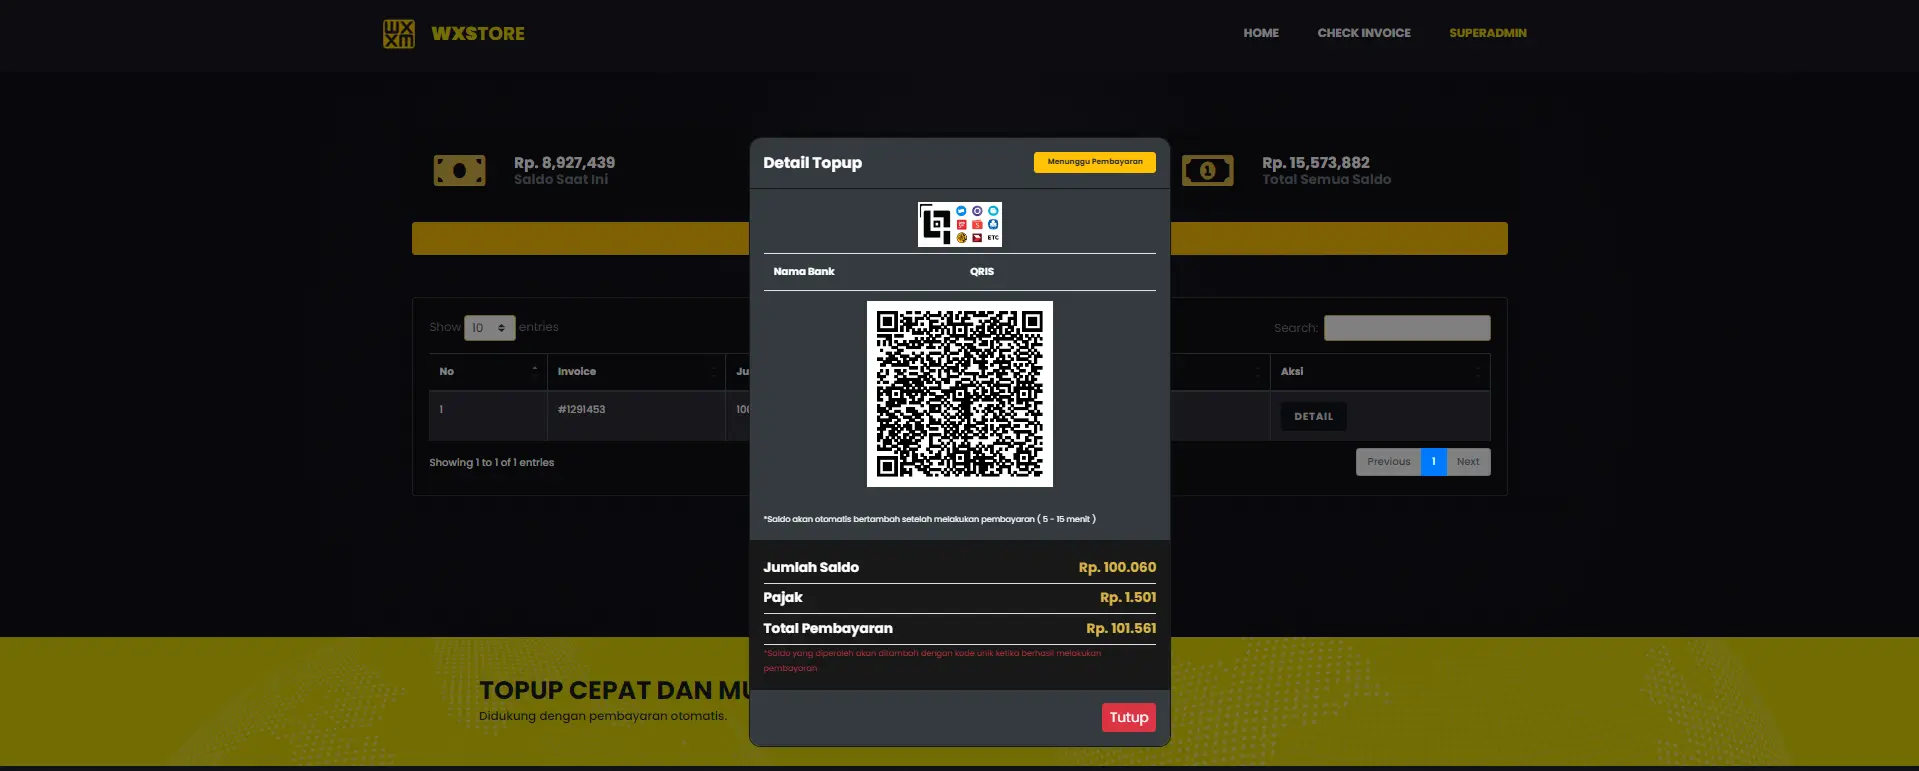 WXSTORE
HOME
CHECK INVOICE
SUPERADMIN
Rp. 8,927,439
Saldo Saat Ini
Rp. 15,573,882
Total Semua Saldo
Show 10 entries
Search:
No
Invoice
Ju
Aksi
1
#1291453
100
DETAIL
Showing 1 to 1 of 1 entries
Previous
1
Next
Detail Topup
Menunggu Pembayaran
ETC
Nama Bank
QRIS
*Saldo akan otomatis bertambah setelah melakukan pembayaran ( 5 - 15 menit )
Jumlah Saldo
Rp. 100.060
Pajak
Rp. 1.501
Total Pembayaran
Rp. 101.561
*Saldo yang diperoleh akan ditambah dengan kode unik ketika berhasil melakukan
pembayaran
Tutup
TOPUP CEPAT DAN MU
Didukung dengan pembayaran otomatis.